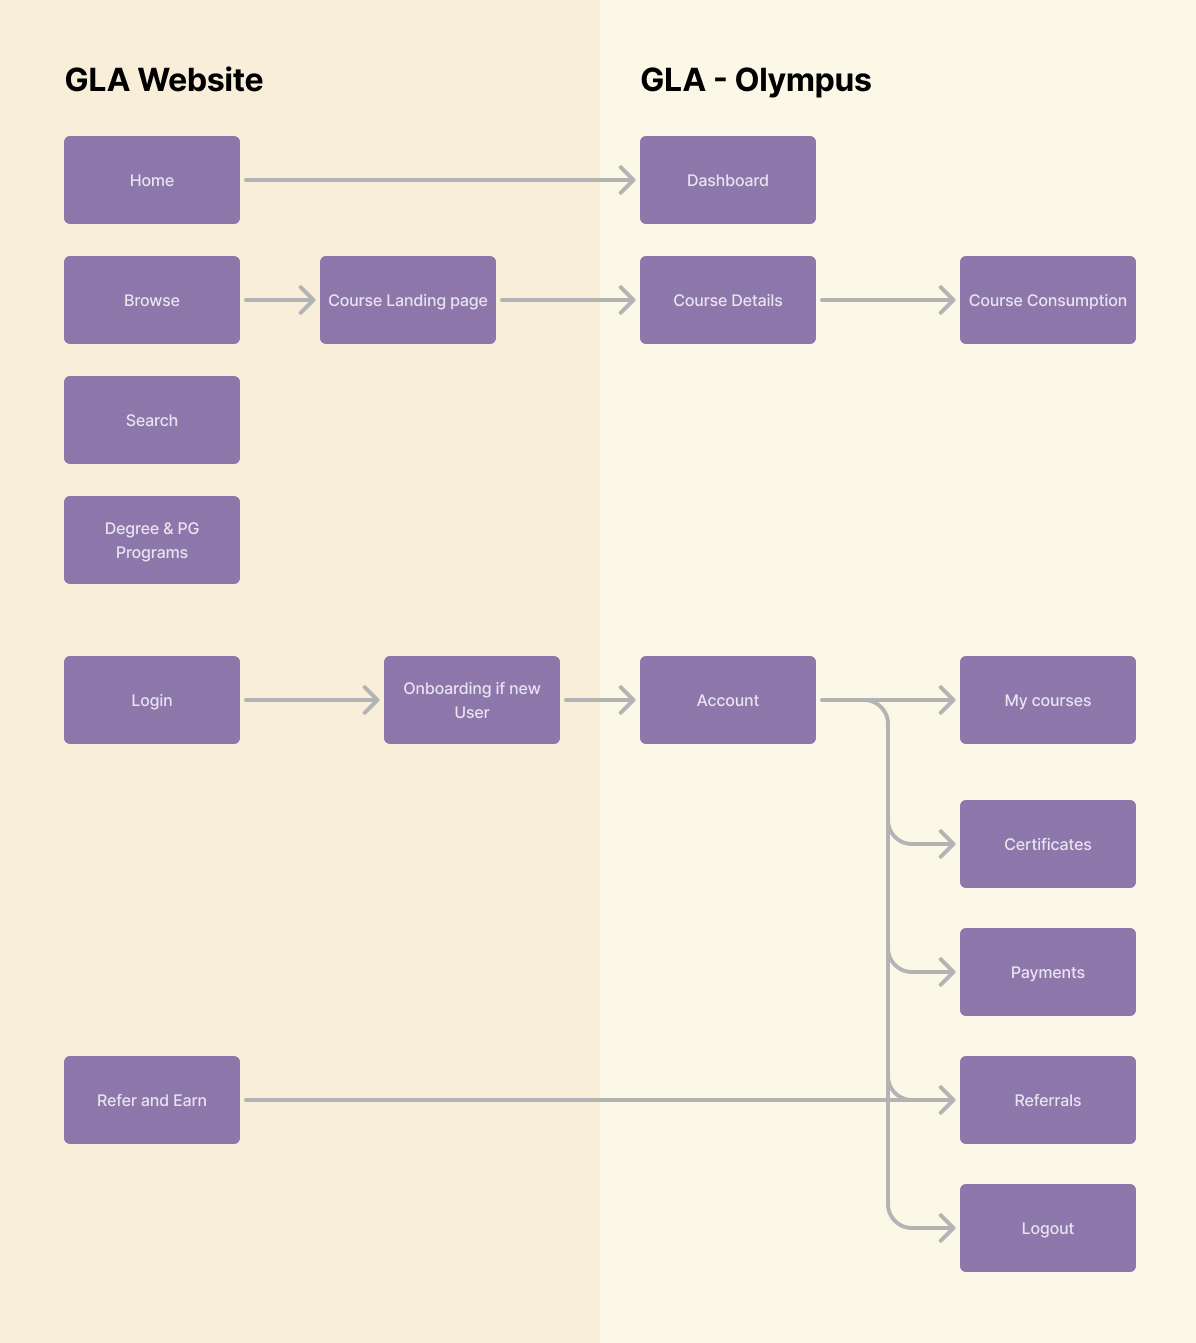 GLA Website
GLA - Olympus
Home
Dashboard
Browse
Course Landing page
Course Details
Course Consumption
Search
Degree & PG
Programs
Login
Onboarding if new
User
Account
My courses
Certificates
Payments
Refer and Earn
Referrals
Logout